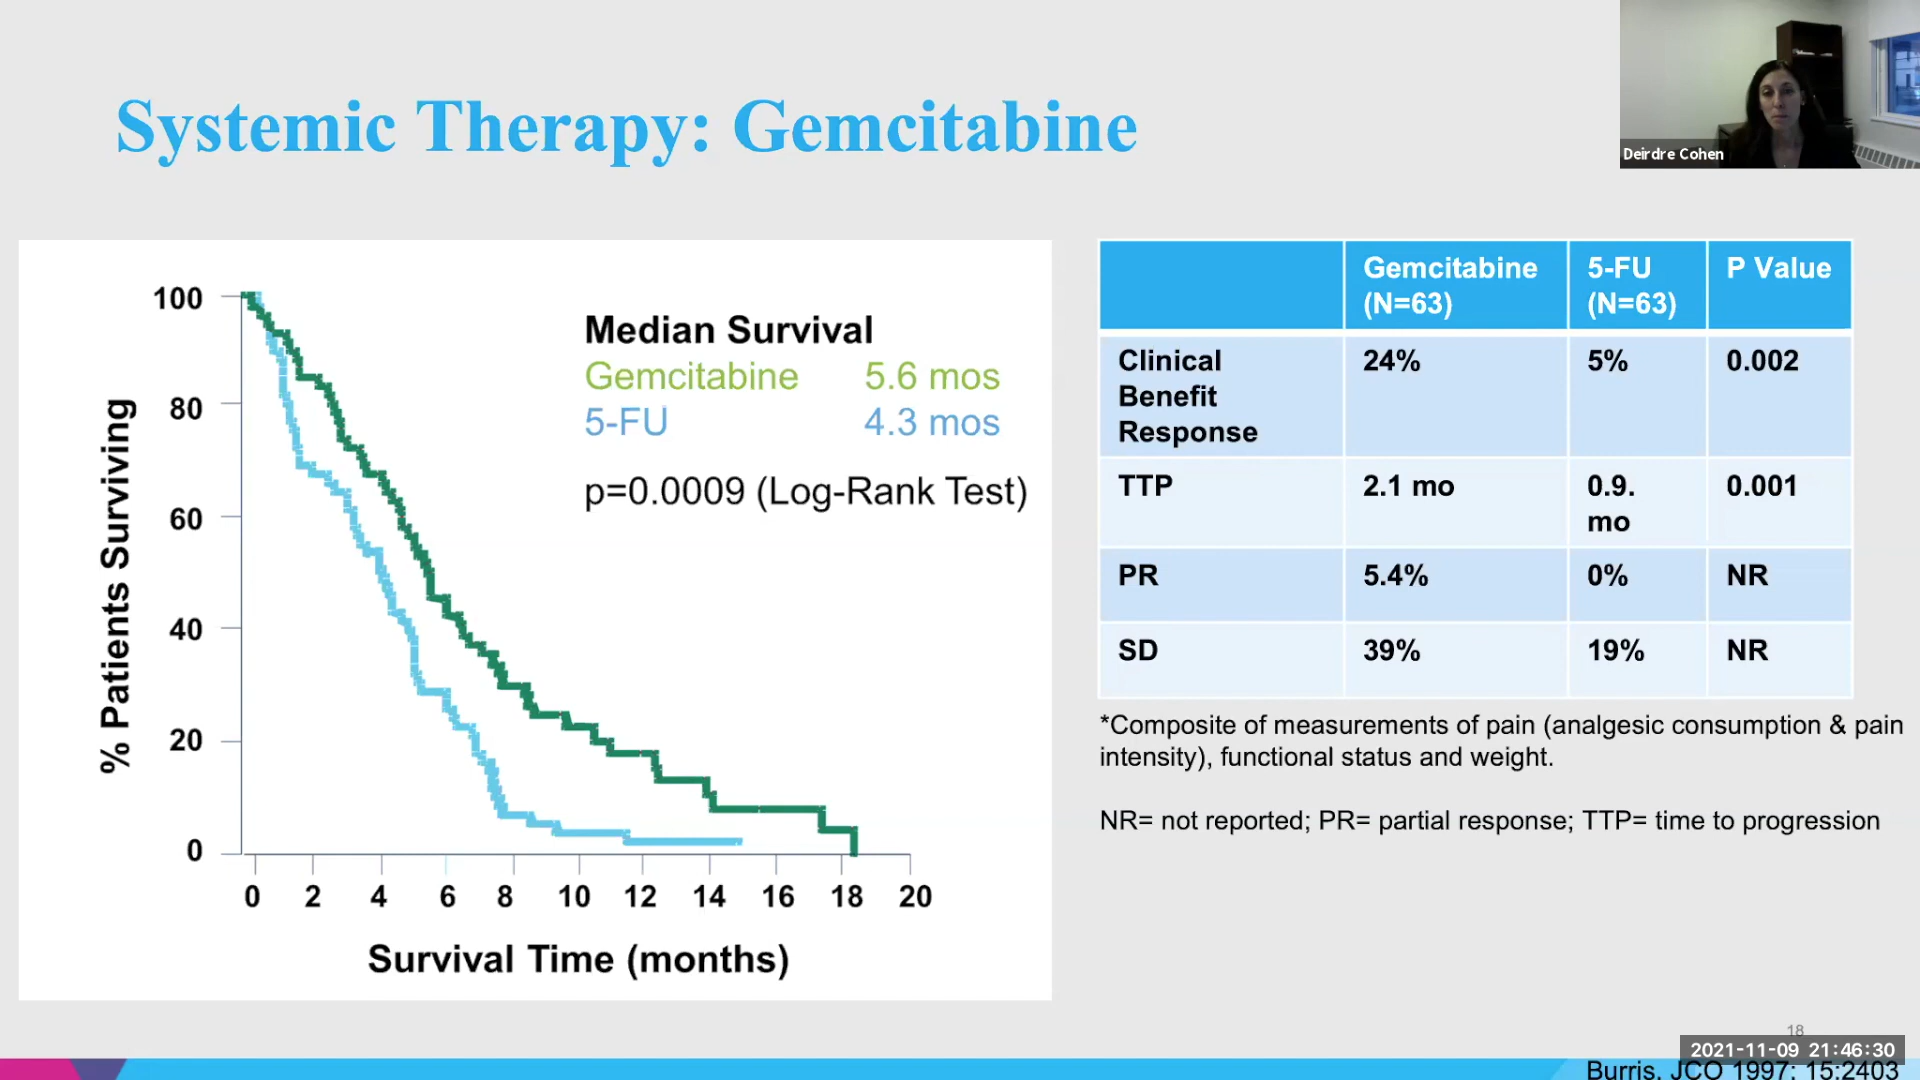 Systemic Therapy: Gemcitabine
Deirdre Cohen
% Patients Surviving
100
80
60
40
20
0
Median Survival
Gemcitabine 5.6 mos
5-FU 4.3 mos
p=0.0009 (Log-Rank Test)
0 2 4 6 8 10 12 14 16 18 20
Survival Time (months)
Gemcitabine 5-FU P Value
(N=63) (N=63)
Clinical 24% 5% 0.002
Benefit
Response
TTP 2.1 mo 0.9. 0.001
mo
PR 5.4% 0% NR
SD 39% 19% NR
*Composite of measurements of pain (analgesic consumption & pain
intensity), functional status and weight.
NR= not reported; PR= partial response; TTP= time to progression
18
2021-11-09 21:46:30
Burris. JCO 1997; 15:2403